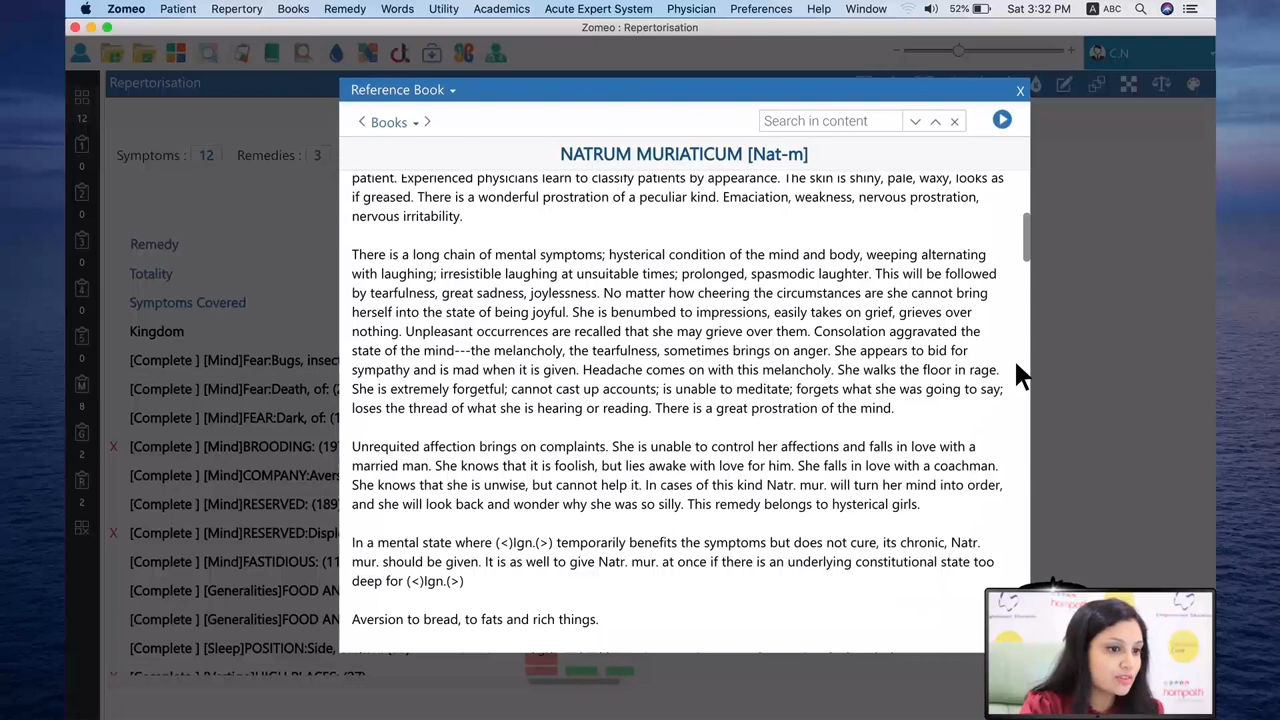 Zomeo Patient Repertory Books Remedy Words Utility Academics Acute Expert System Physician Preferences Help Window 52% Sat 3:32 PM A ABC
Zomeo : Repertorisation
C.N
Repertorisation
Reference Book
X
12
Books
Search in content
1
0
Symptoms : 12 Remedies : 3
NATRUM MURIATICUM [Nat-m]
patient. Experienced physicians learn to classify patients by appearance. The skin is shiny, pale, waxy, looks as
if greased. There is a wonderful prostration of a peculiar kind. Emaciation, weakness, nervous prostration,
nervous irritability.
2
0
Remedy
There is a long chain of mental symptoms; hysterical condition of the mind and body, weeping alternating
3
0
Totality
with laughing; irresistible laughing at unsuitable times; prolonged, spasmodic laughter. This will be followed
by tearfulness, great sadness, joylessness. No matter how cheering the circumstances are she cannot bring
4
Symptoms Covered
herself into the state of being joyful. She is benumbed to impressions, easily takes on grief, grieves over
0
Kingdom
nothing. Unpleasant occurrences are recalled that she may grieve over them. Consolation aggravated the
5
state of the mind---the melancholy, the tearfulness, sometimes brings on anger. She appears to bid for
0
[Complete ] [Mind]Fear:Bugs, insect
sympathy and is mad when it is given. Headache comes on with this melancholy. She walks the floor in rage.
M
[Complete ] [Mind]Fear:Death, of: (
She is extremely forgetful; cannot cast up accounts; is unable to meditate; forgets what she was going to say;
8
[Complete ] [Mind]FEAR:Dark, of: (
loses the thread of what she is hearing or reading. There is a great prostration of the mind.
G
2
X [Complete ] [Mind]BROODING: (19
Unrequited affection brings on complaints. She is unable to control her affections and falls in love with a
married man. She knows that it is foolish, but lies awake with love for him. She falls in love with a coachman.
R
[Complete ] [Mind]COMPANY:Avers
She knows that she is unwise, but cannot help it. In cases of this kind Natr. mur. will turn her mind into order,
2
[Complete ] [Mind]RESERVED: (189
and she will look back and wonder why she was so silly. This remedy belongs to hysterical girls.
X [Complete ] [Mind]RESERVED:Displ
In a mental state where (<)Ign.(>) temporarily benefits the symptoms but does not cure, its chronic, Natr.
[Complete ] [Mind]FASTIDIOUS: (11
mur. should be given. It is as well to give Natr. mur. at once if there is an underlying constitutional state too
deep for (<)Ign.(>)
[Complete ] [Generalities]FOOD AN
[Complete ] [Generalities]FOOD AN
Aversion to bread, to fats and rich things.
[Complete ] [Sleep]POSITION:Side,
hompath
Cure
hompath